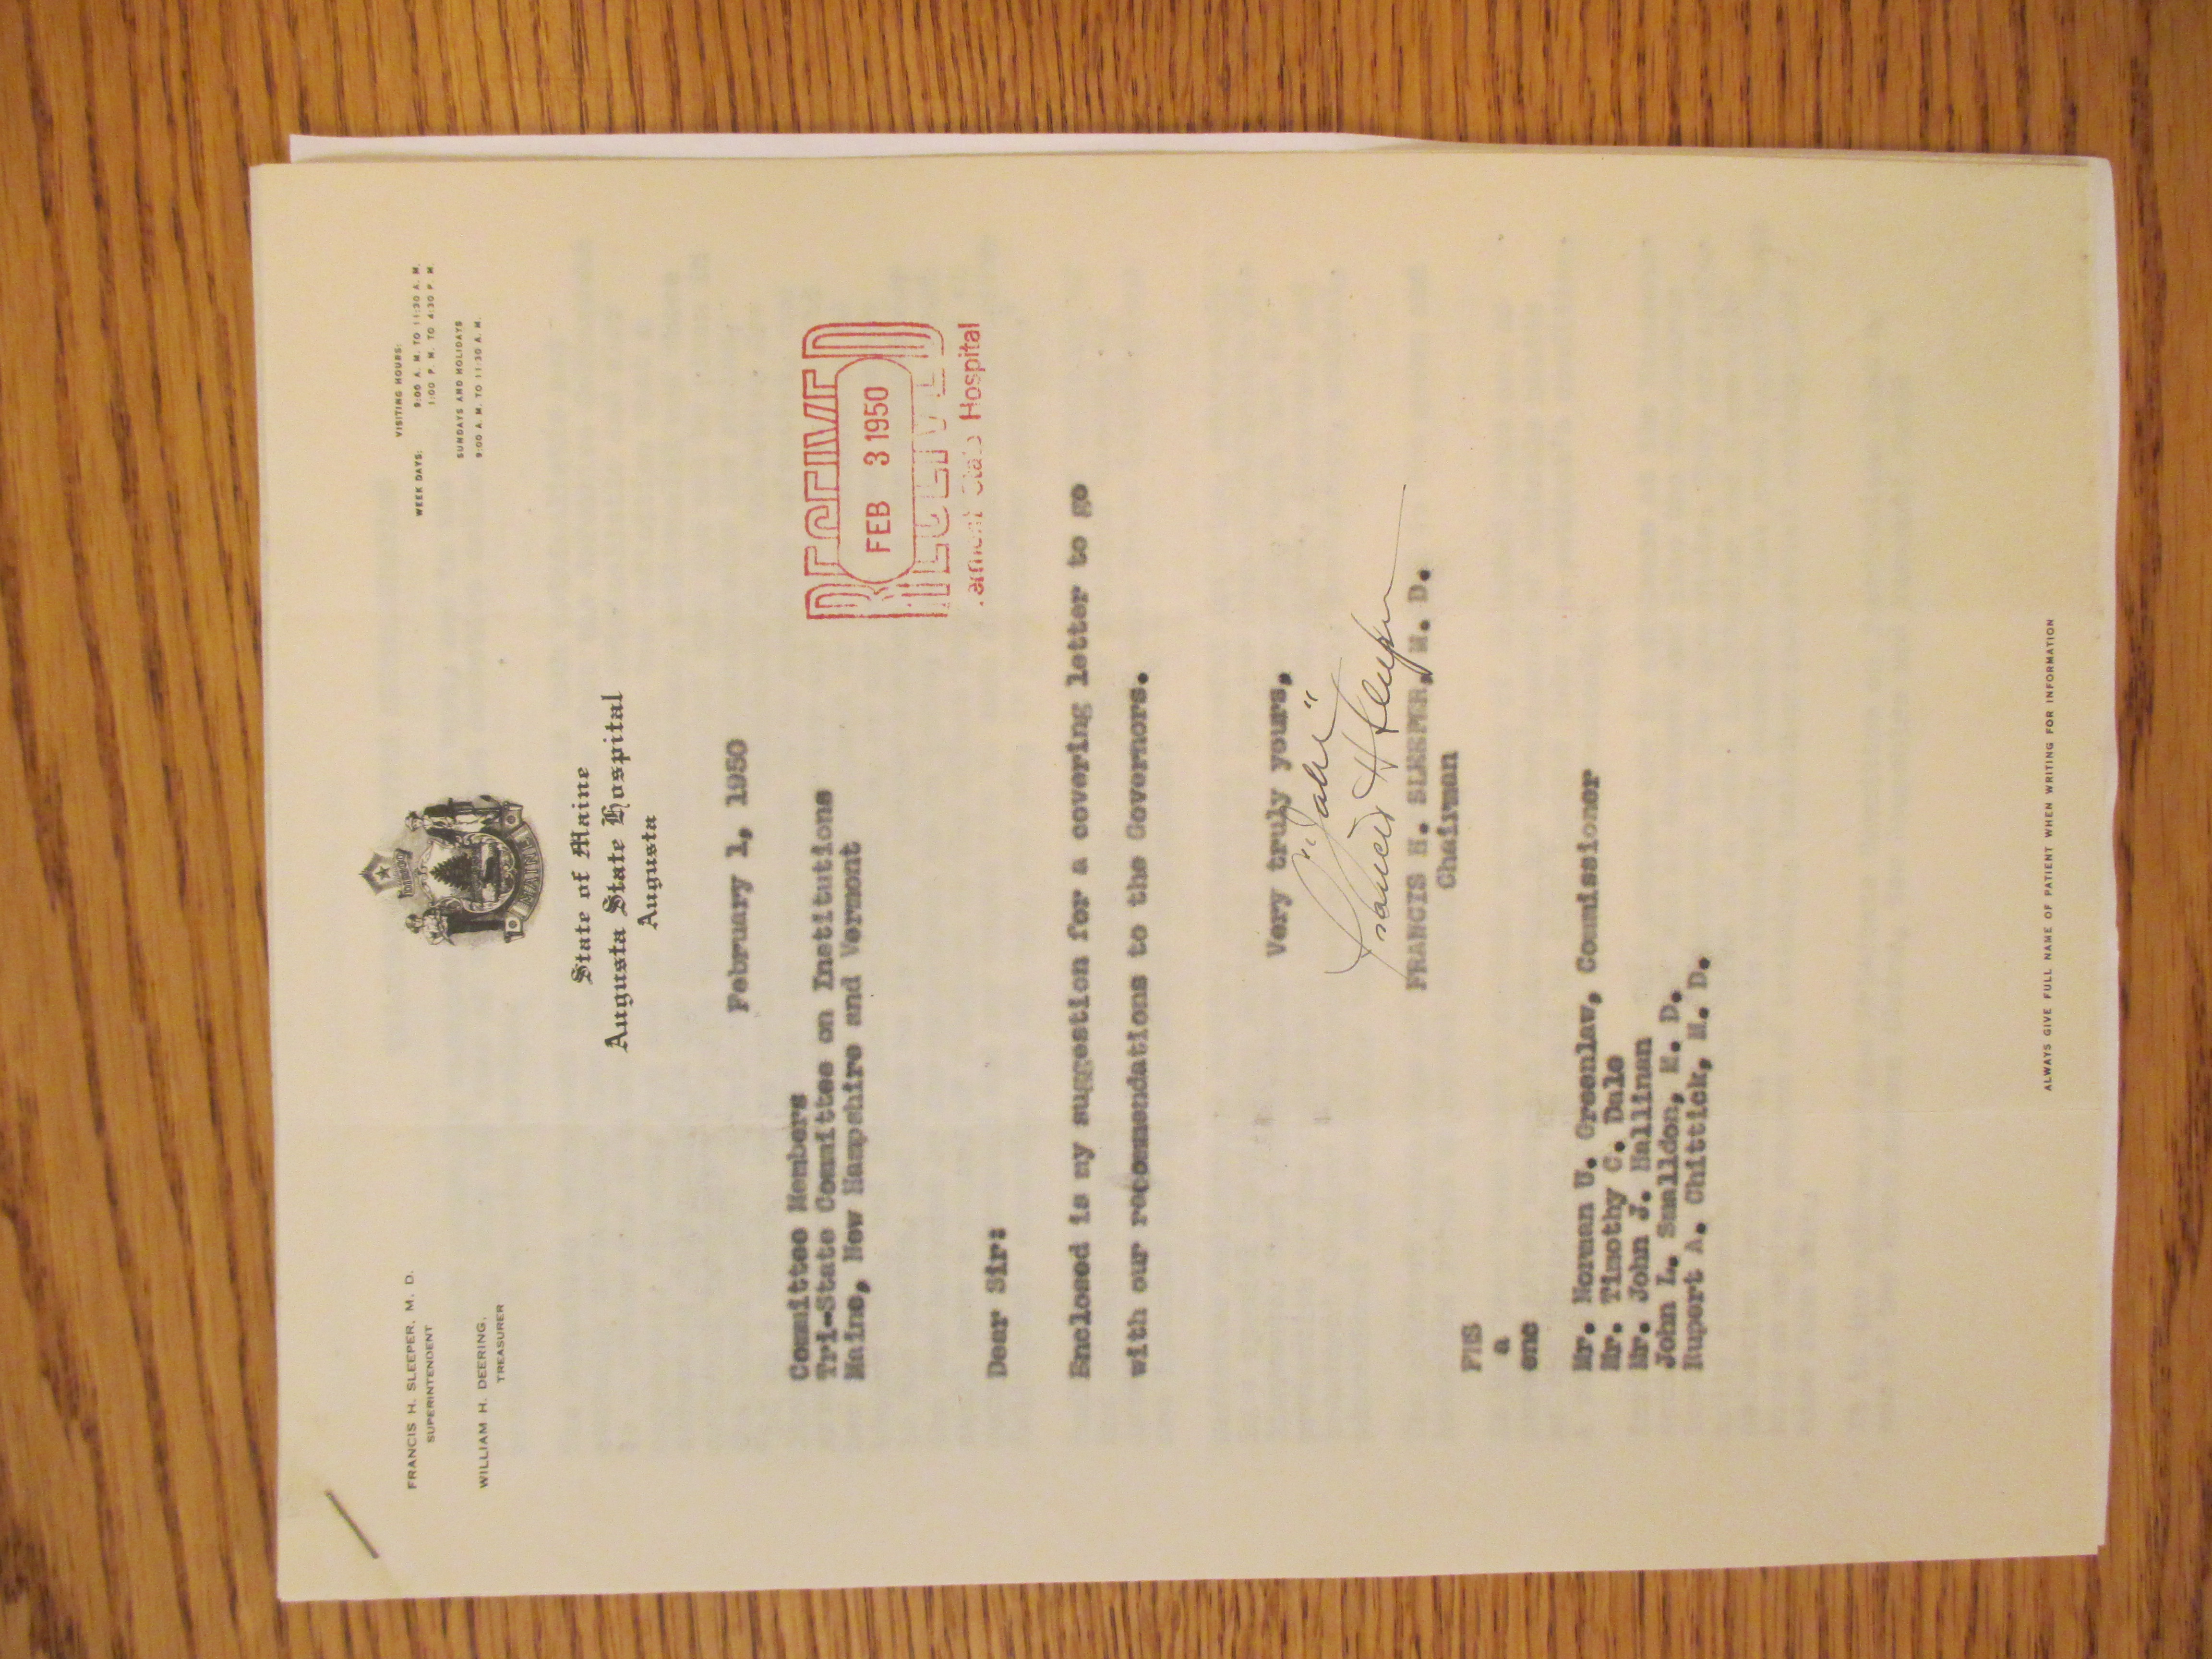 FRANCIS H. SLEEPER, M. D.
SUPERINTENDENT
WILLIAM H. DEERING,
TREASURER
MAINE
VISITING HOURS:
WEEK DAYS: 9:00 A. M. TO 11:30 A. M.
1:00 P. M. TO 4:30 P. M.
SUNDAYS AND HOLIDAYS
9:00 A. M. TO 11:30 A. M.
State of Maine
Augusta State Hospital
Augusta
February 1, 1950
Committee Members
Tri-State Committee on Institutions
Maine, New Hampshire and Vermont
RECEIVED
FEB 3 1950
RECEIVED
State Hospital
Dear Sir:
Enclosed is my suggestion for a covering letter to go
with our recommendations to the Governors.
Very truly yours,
Francis H Sleeper
FRANCIS H. SLEEPER, M. D.
Chairman
FHS
a
enc
Mr. Norman U. Greenlaw, Commissioner
Mr. Timothy C. Dale
Mr. John J. Hallinan
John L. Smalldon, M. D.
Rupert A. Chittick, M. D.
ALWAYS GIVE FULL NAME OF PATIENT WHEN WRITING FOR INFORMATION